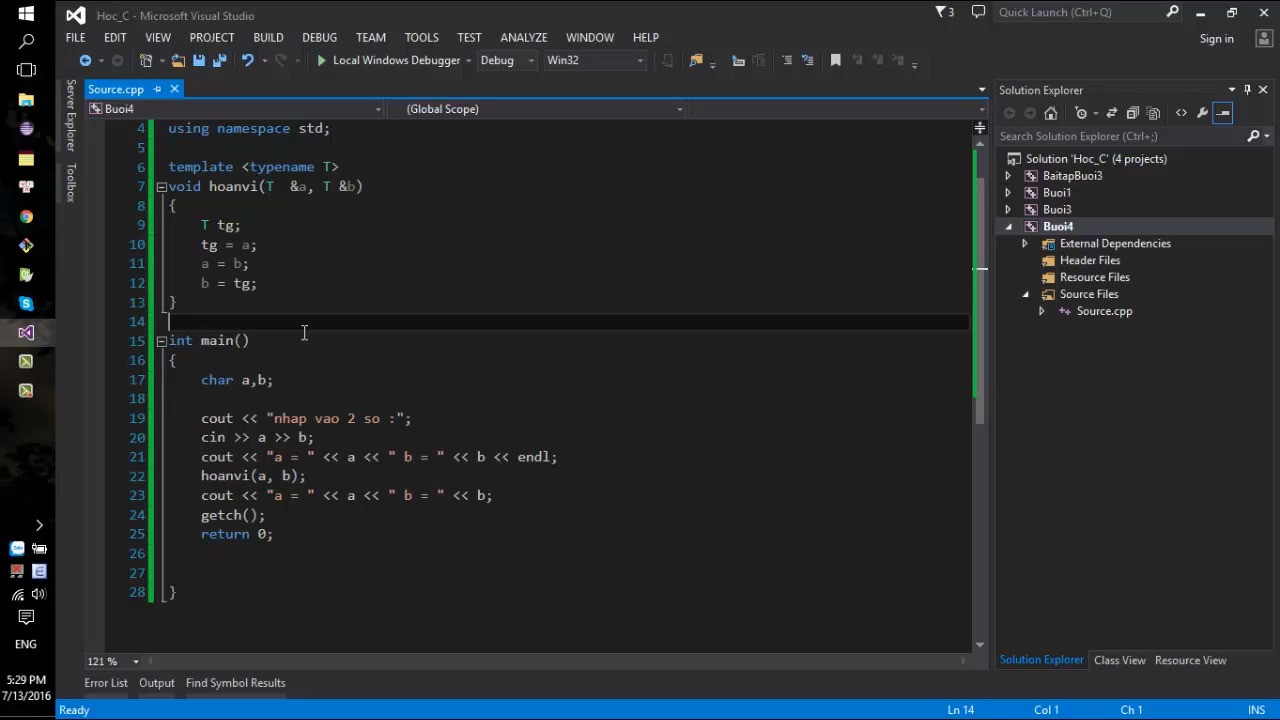 Hoc_C - Microsoft Visual Studio
3
Quick Launch (Ctrl+Q)
FILE EDIT VIEW PROJECT BUILD DEBUG TEAM TOOLS TEST ANALYZE WINDOW HELP
Sign in
Local Windows Debugger Debug Win32
Server Explorer
Toolbox
Source.cpp
Buoi4 (Global Scope)
4 using namespace std;
5
6 template <typename T>
7 void hoanvi(T  &a, T &b)
8 {
9 T tg;
10 tg = a;
11 a = b;
12 b = tg;
13 }
14
15 int main()
16 {
17 char a,b;
18
19 cout << "nhap vao 2 so :";
20 cin >> a >> b;
21 cout << "a = " << a << " b = " << b << endl;
22 hoanvi(a, b);
23 cout << "a = " << a << " b = " << b;
24 getch();
25 return 0;
26
27
28 }
121 %
Error List Output Find Symbol Results
Solution Explorer
Search Solution Explorer (Ctrl+;)
Solution 'Hoc_C' (4 projects)
BaitapBuoi3
Buoi1
Buoi3
Buoi4
External Dependencies
Header Files
Resource Files
Source Files
Source.cpp
Solution Explorer Class View Resource View
Ready Ln 14 Col 1 Ch 1 INS
Zalo
ENG
5:29 PM
7/13/2016